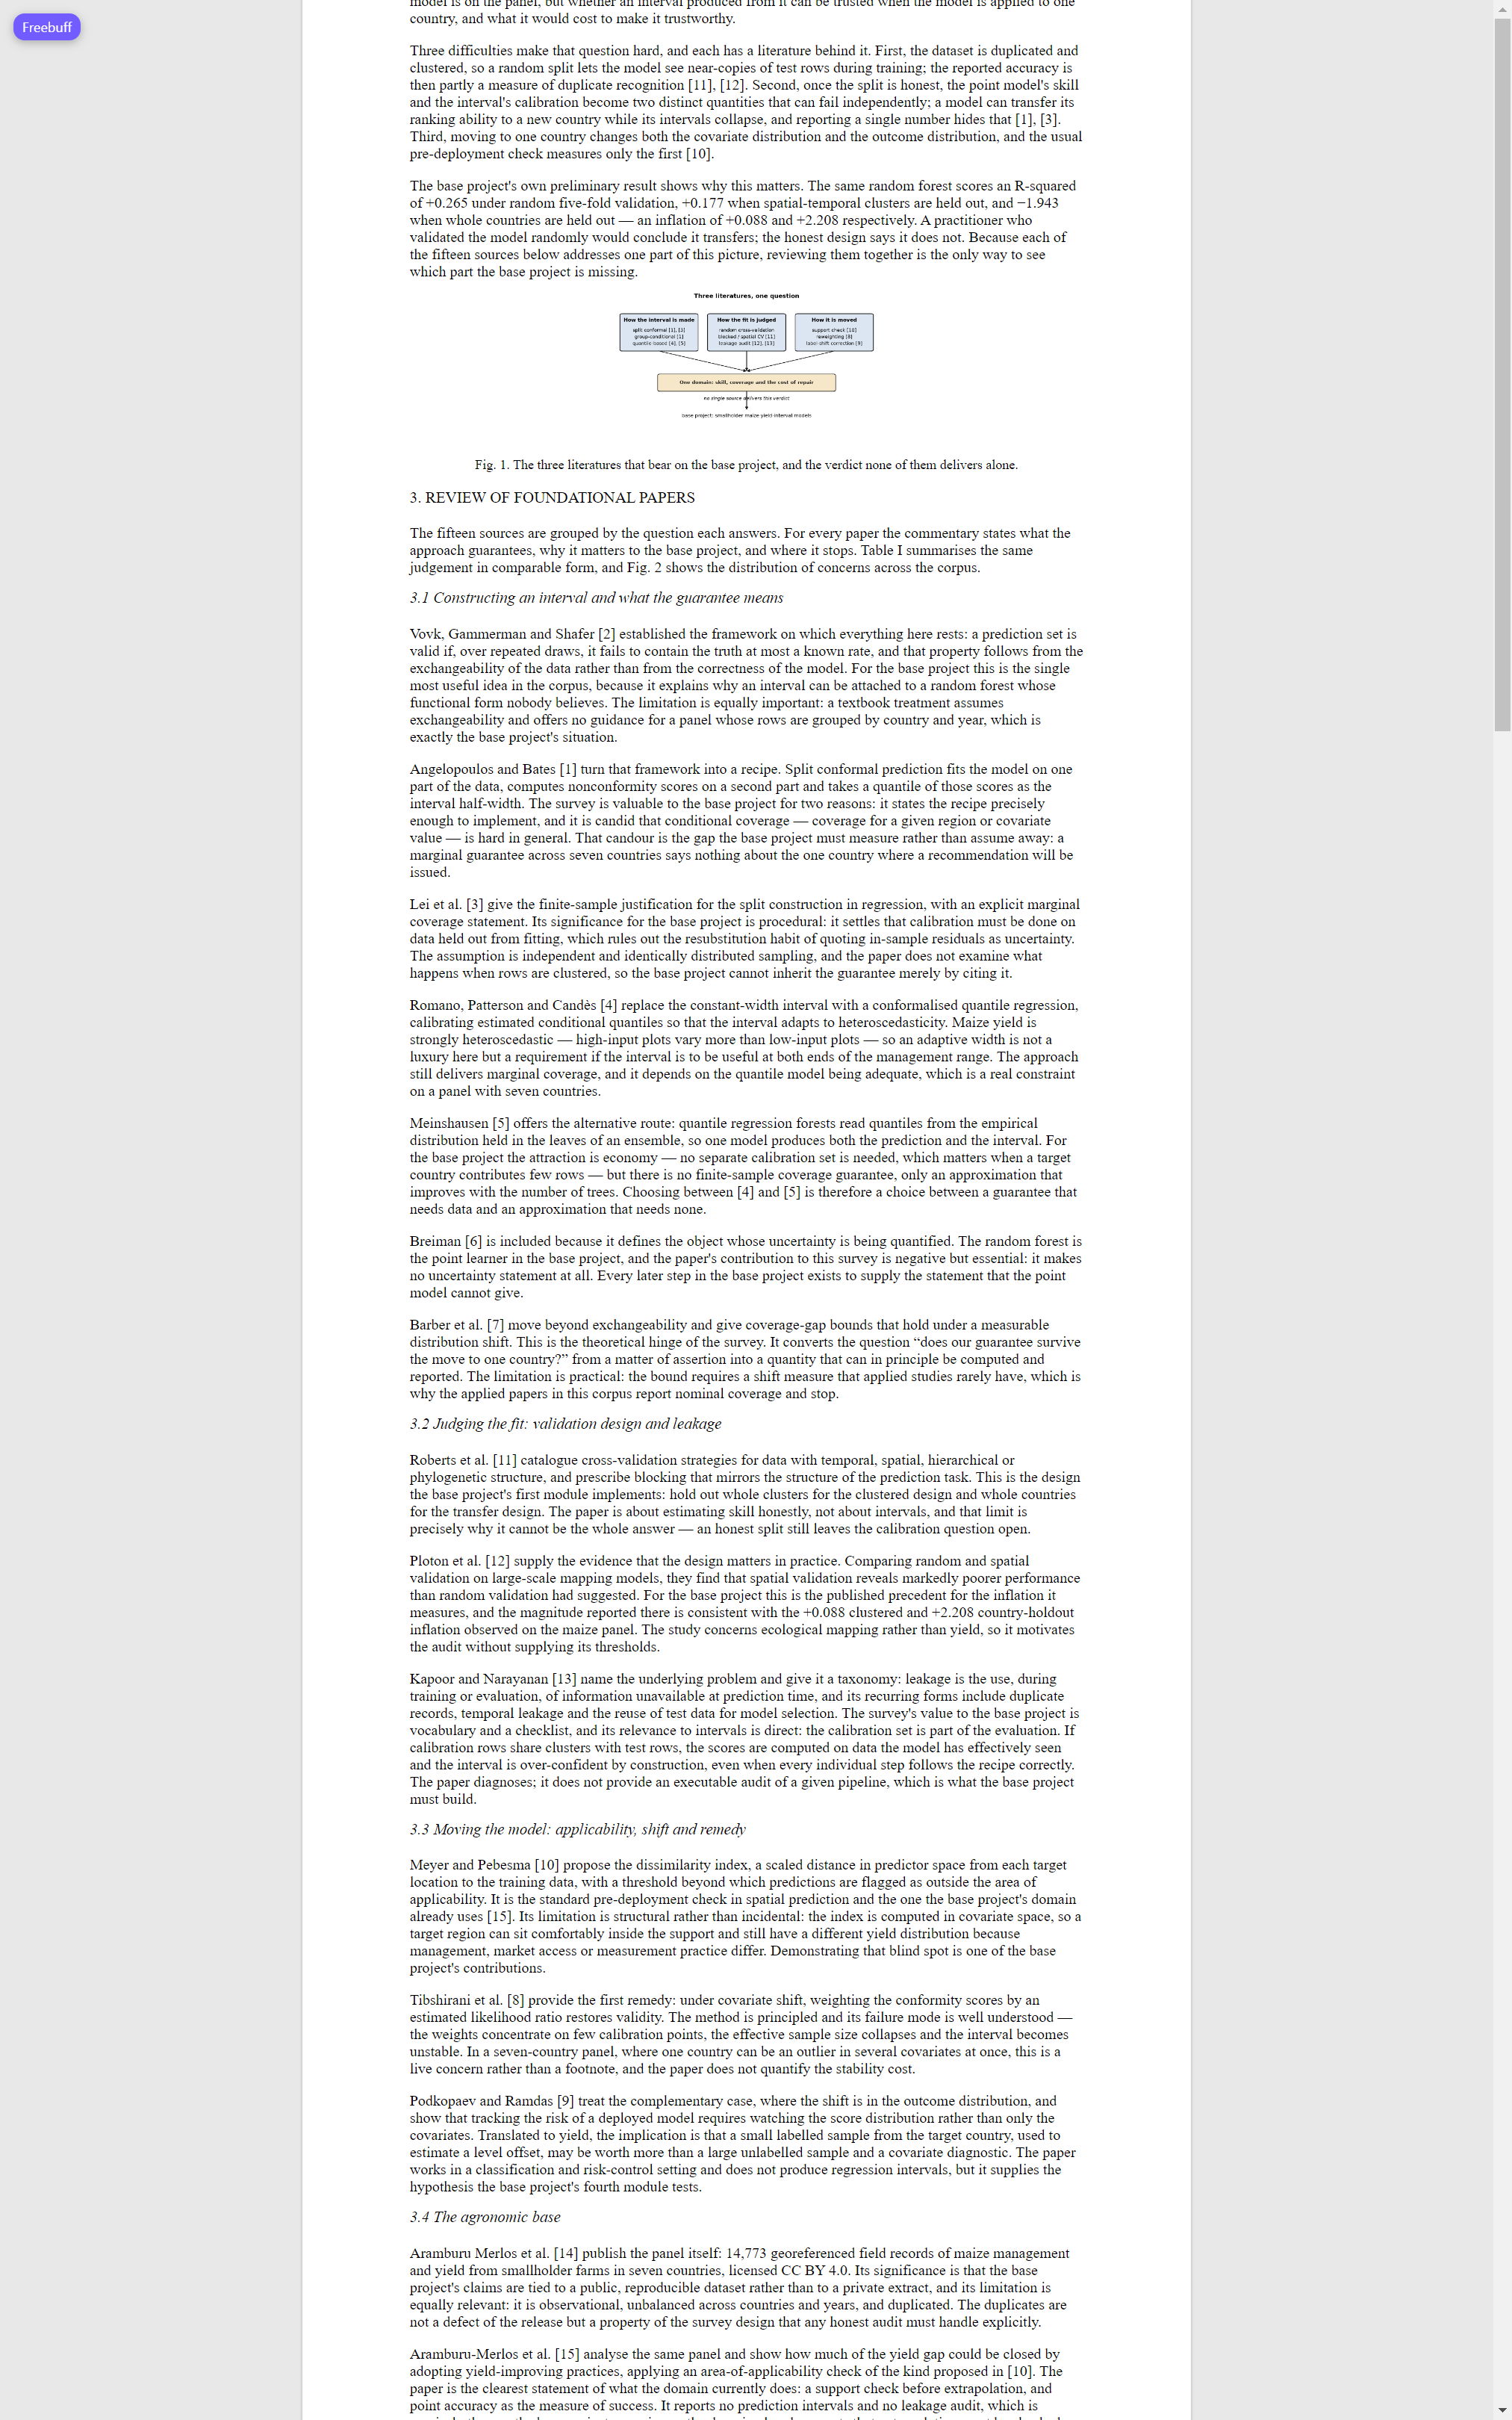 Freebuff
model is on the panel, but whether an interval produced from it can be trusted when the model is applied to one
country, and what it would cost to make it trustworthy.
Three difficulties make that question hard, and each has a literature behind it. First, the dataset is duplicated and
clustered, so a random split lets the model see near-copies of test rows during training; the reported accuracy is
then partly a measure of duplicate recognition [11], [12]. Second, once the split is honest, the point model's skill
and the interval's calibration become two distinct quantities that can fail independently; a model can transfer its
ranking ability to a new country while its intervals collapse, and reporting a single number hides that [1], [3].
Third, moving to one country changes both the covariate distribution and the outcome distribution, and the usual
pre-deployment check measures only the first [10].
The base project's own preliminary result shows why this matters. The same random forest scores an R-squared
of +0.265 under random five-fold validation, +0.177 when spatial-temporal clusters are held out, and −1.943
when whole countries are held out — an inflation of +0.088 and +2.208 respectively. A practitioner who
validated the model randomly would conclude it transfers; the honest design says it does not. Because each of
the fifteen sources below addresses one part of this picture, reviewing them together is the only way to see
which part the base project is missing.
Three literatures, one question
How the interval is made
split conformal [1], [3]
group-conditional [1]
quantile-based [4], [5]
How the fit is judged
random cross-validation
blocked / spatial CV [11]
leakage audit [12], [13]
How it is moved
support check [10]
reweighting [8]
label-shift correction [9]
One domain: skill, coverage and the cost of repair
no single source delivers this verdict
base project: smallholder maize yield-interval models
Fig. 1. The three literatures that bear on the base project, and the verdict none of them delivers alone.
3. REVIEW OF FOUNDATIONAL PAPERS
The fifteen sources are grouped by the question each answers. For every paper the commentary states what the
approach guarantees, why it matters to the base project, and where it stops. Table I summarises the same
judgement in comparable form, and Fig. 2 shows the distribution of concerns across the corpus.
3.1 Constructing an interval and what the guarantee means
Vovk, Gammerman and Shafer [2] established the framework on which everything here rests: a prediction set is
valid if, over repeated draws, it fails to contain the truth at most a known rate, and that property follows from the
exchangeability of the data rather than from the correctness of the model. For the base project this is the single
most useful idea in the corpus, because it explains why an interval can be attached to a random forest whose
functional form nobody believes. The limitation is equally important: a textbook treatment assumes
exchangeability and offers no guidance for a panel whose rows are grouped by country and year, which is
exactly the base project's situation.
Angelopoulos and Bates [1] turn that framework into a recipe. Split conformal prediction fits the model on one
part of the data, computes nonconformity scores on a second part and takes a quantile of those scores as the
interval half-width. The survey is valuable to the base project for two reasons: it states the recipe precisely
enough to implement, and it is candid that conditional coverage — coverage for a given region or covariate
value — is hard in general. That candour is the gap the base project must measure rather than assume away: a
marginal guarantee across seven countries says nothing about the one country where a recommendation will be
issued.
Lei et al. [3] give the finite-sample justification for the split construction in regression, with an explicit marginal
coverage statement. Its significance for the base project is procedural: it settles that calibration must be done on
data held out from fitting, which rules out the resubstitution habit of quoting in-sample residuals as uncertainty.
The assumption is independent and identically distributed sampling, and the paper does not examine what
happens when rows are clustered, so the base project cannot inherit the guarantee merely by citing it.
Romano, Patterson and Candès [4] replace the constant-width interval with a conformalised quantile regression,
calibrating estimated conditional quantiles so that the interval adapts to heteroscedasticity. Maize yield is
strongly heteroscedastic — high-input plots vary more than low-input plots — so an adaptive width is not a
luxury here but a requirement if the interval is to be useful at both ends of the management range. The approach
still delivers marginal coverage, and it depends on the quantile model being adequate, which is a real constraint
on a panel with seven countries.
Meinshausen [5] offers the alternative route: quantile regression forests read quantiles from the empirical
distribution held in the leaves of an ensemble, so one model produces both the prediction and the interval. For
the base project the attraction is economy — no separate calibration set is needed, which matters when a target
country contributes few rows — but there is no finite-sample coverage guarantee, only an approximation that
improves with the number of trees. Choosing between [4] and [5] is therefore a choice between a guarantee that
needs data and an approximation that needs none.
Breiman [6] is included because it defines the object whose uncertainty is being quantified. The random forest is
the point learner in the base project, and the paper's contribution to this survey is negative but essential: it makes
no uncertainty statement at all. Every later step in the base project exists to supply the statement that the point
model cannot give.
Barber et al. [7] move beyond exchangeability and give coverage-gap bounds that hold under a measurable
distribution shift. This is the theoretical hinge of the survey. It converts the question “does our guarantee survive
the move to one country?” from a matter of assertion into a quantity that can in principle be computed and
reported. The limitation is practical: the bound requires a shift measure that applied studies rarely have, which is
why the applied papers in this corpus report nominal coverage and stop.
3.2 Judging the fit: validation design and leakage
Roberts et al. [11] catalogue cross-validation strategies for data with temporal, spatial, hierarchical or
phylogenetic structure, and prescribe blocking that mirrors the structure of the prediction task. This is the design
the base project's first module implements: hold out whole clusters for the clustered design and whole countries
for the transfer design. The paper is about estimating skill honestly, not about intervals, and that limit is
precisely why it cannot be the whole answer — an honest split still leaves the calibration question open.
Ploton et al. [12] supply the evidence that the design matters in practice. Comparing random and spatial
validation on large-scale mapping models, they find that spatial validation reveals markedly poorer performance
than random validation had suggested. For the base project this is the published precedent for the inflation it
measures, and the magnitude reported there is consistent with the +0.088 clustered and +2.208 country-holdout
inflation observed on the maize panel. The study concerns ecological mapping rather than yield, so it motivates
the audit without supplying its thresholds.
Kapoor and Narayanan [13] name the underlying problem and give it a taxonomy: leakage is the use, during
training or evaluation, of information unavailable at prediction time, and its recurring forms include duplicate
records, temporal leakage and the reuse of test data for model selection. The survey's value to the base project is
vocabulary and a checklist, and its relevance to intervals is direct: the calibration set is part of the evaluation. If
calibration rows share clusters with test rows, the scores are computed on data the model has effectively seen
and the interval is over-confident by construction, even when every individual step follows the recipe correctly.
The paper diagnoses; it does not provide an executable audit of a given pipeline, which is what the base project
must build.
3.3 Moving the model: applicability, shift and remedy
Meyer and Pebesma [10] propose the dissimilarity index, a scaled distance in predictor space from each target
location to the training data, with a threshold beyond which predictions are flagged as outside the area of
applicability. It is the standard pre-deployment check in spatial prediction and the one the base project's domain
already uses [15]. Its limitation is structural rather than incidental: the index is computed in covariate space, so a
target region can sit comfortably inside the support and still have a different yield distribution because
management, market access or measurement practice differ. Demonstrating that blind spot is one of the base
project's contributions.
Tibshirani et al. [8] provide the first remedy: under covariate shift, weighting the conformity scores by an
estimated likelihood ratio restores validity. The method is principled and its failure mode is well understood —
the weights concentrate on few calibration points, the effective sample size collapses and the interval becomes
unstable. In a seven-country panel, where one country can be an outlier in several covariates at once, this is a
live concern rather than a footnote, and the paper does not quantify the stability cost.
Podkopaev and Ramdas [9] treat the complementary case, where the shift is in the outcome distribution, and
show that tracking the risk of a deployed model requires watching the score distribution rather than only the
covariates. Translated to yield, the implication is that a small labelled sample from the target country, used to
estimate a level offset, may be worth more than a large unlabelled sample and a covariate diagnostic. The paper
works in a classification and risk-control setting and does not produce regression intervals, but it supplies the
hypothesis the base project's fourth module tests.
3.4 The agronomic base
Aramburu Merlos et al. [14] publish the panel itself: 14,773 georeferenced field records of maize management
and yield from smallholder farms in seven countries, licensed CC BY 4.0. Its significance is that the base
project's claims are tied to a public, reproducible dataset rather than to a private extract, and its limitation is
equally relevant: it is observational, unbalanced across countries and years, and duplicated. The duplicates are
not a defect of the release but a property of the survey design that any honest audit must handle explicitly.
Aramburu-Merlos et al. [15] analyse the same panel and show how much of the yield gap could be closed by
adopting yield-improving practices, applying an area-of-applicability check of the kind proposed in [10]. The
paper is the clearest statement of what the domain currently does: a support check before extrapolation, and
point accuracy as the measure of success. It reports no prediction intervals and no leakage audit, which is